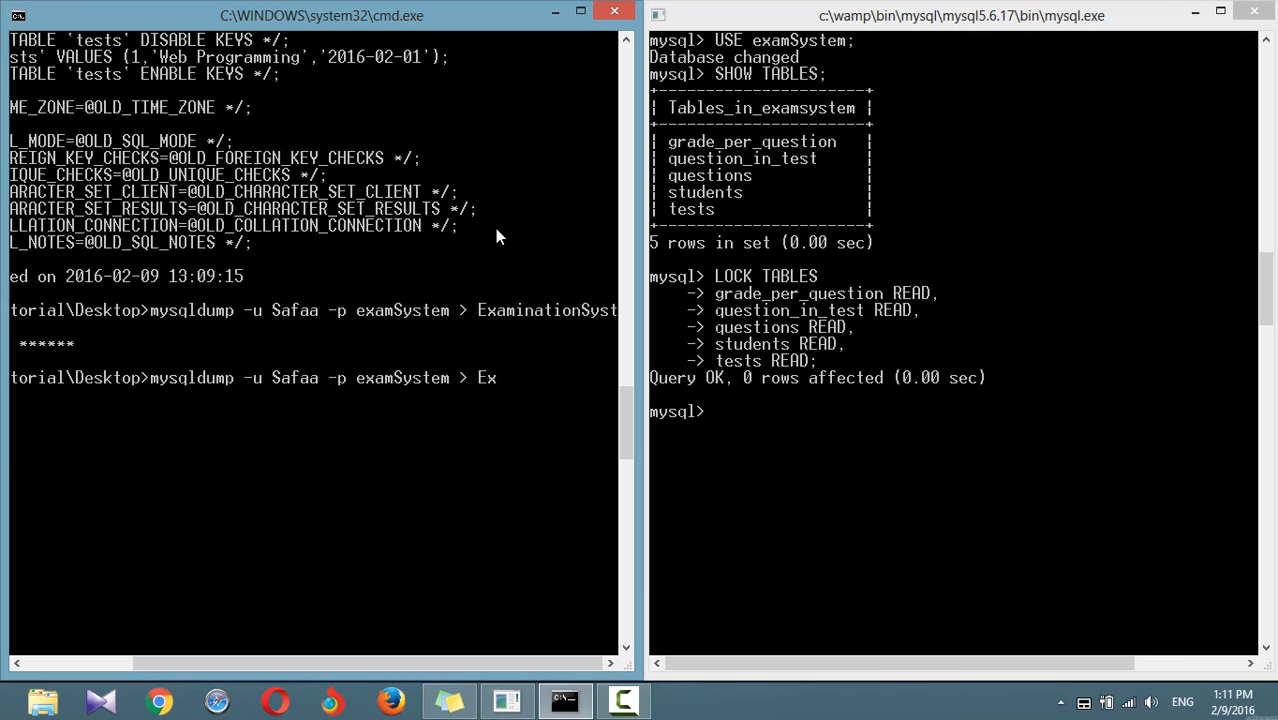 C:\WINDOWS\system32\cmd.exe
TABLE `tests` DISABLE KEYS */;
sts` VALUES (1,'Web Programming','2016-02-01');
TABLE `tests` ENABLE KEYS */;
ME_ZONE=@OLD_TIME_ZONE */;
L_MODE=@OLD_SQL_MODE */;
REIGN_KEY_CHECKS=@OLD_FOREIGN_KEY_CHECKS */;
IQUE_CHECKS=@OLD_UNIQUE_CHECKS */;
ARACTER_SET_CLIENT=@OLD_CHARACTER_SET_CLIENT */;
ARACTER_SET_RESULTS=@OLD_CHARACTER_SET_RESULTS */;
LLATION_CONNECTION=@OLD_COLLATION_CONNECTION */;
L_NOTES=@OLD_SQL_NOTES */;
ed on 2016-02-09 13:09:15
torial\Desktop>mysqldump -u Safaa -p examSystem > ExaminationSyst
******
torial\Desktop>mysqldump -u Safaa -p examSystem > Ex
c:\wamp\bin\mysql\mysql5.6.17\bin\mysql.exe
mysql> USE examSystem;
Database changed
mysql> SHOW TABLES;
+----------------------+
| Tables_in_examsystem |
+----------------------+
| grade_per_question   |
| question_in_test     |
| questions            |
| students             |
| tests                |
+----------------------+
5 rows in set (0.00 sec)
mysql> LOCK TABLES
-> grade_per_question READ,
-> question_in_test READ,
-> questions READ,
-> students READ,
-> tests READ;
Query OK, 0 rows affected (0.00 sec)
mysql>
ENG
1:11 PM
2/9/2016